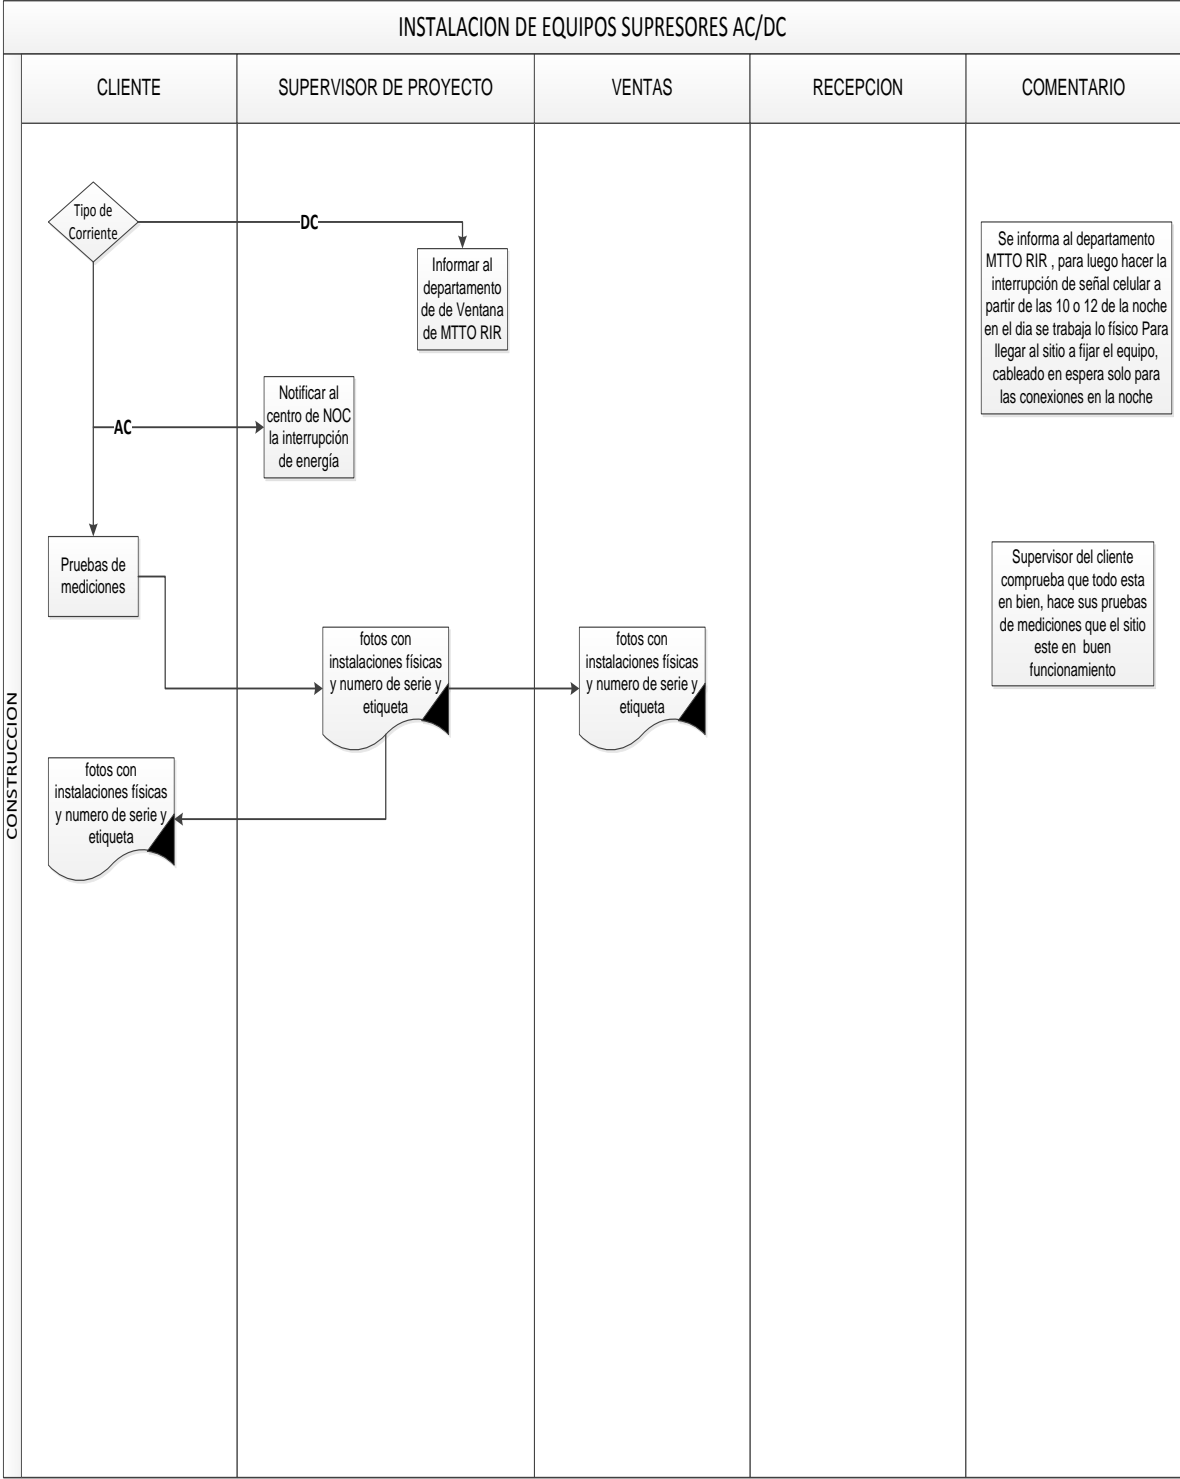 INSTALACION DE EQUIPOS SUPRESORES AC/DC
CLIENTE
SUPERVISOR DE PROYECTO
VENTAS
RECEPCION
COMENTARIO
CONSTRUCCION
Tipo de
Corriente
DC
Informar al
departamento
de de Ventana
de MTTO RIR
Se informa al departamento
MTTO RIR , para luego hacer la
interrupción de señal celular a
partir de las 10 o 12 de la noche
en el dia se trabaja lo físico Para
llegar al sitio a fijar el equipo,
cableado en espera solo para
las conexiones en la noche
AC
Notificar al
centro de NOC
la interrupción
de energía
Pruebas de
mediciones
Supervisor del cliente
comprueba que todo esta
en bien, hace sus pruebas
de mediciones que el sitio
este en  buen
funcionamiento
fotos con
instalaciones físicas
y numero de serie y
etiqueta
fotos con
instalaciones físicas
y numero de serie y
etiqueta
fotos con
instalaciones físicas
y numero de serie y
etiqueta